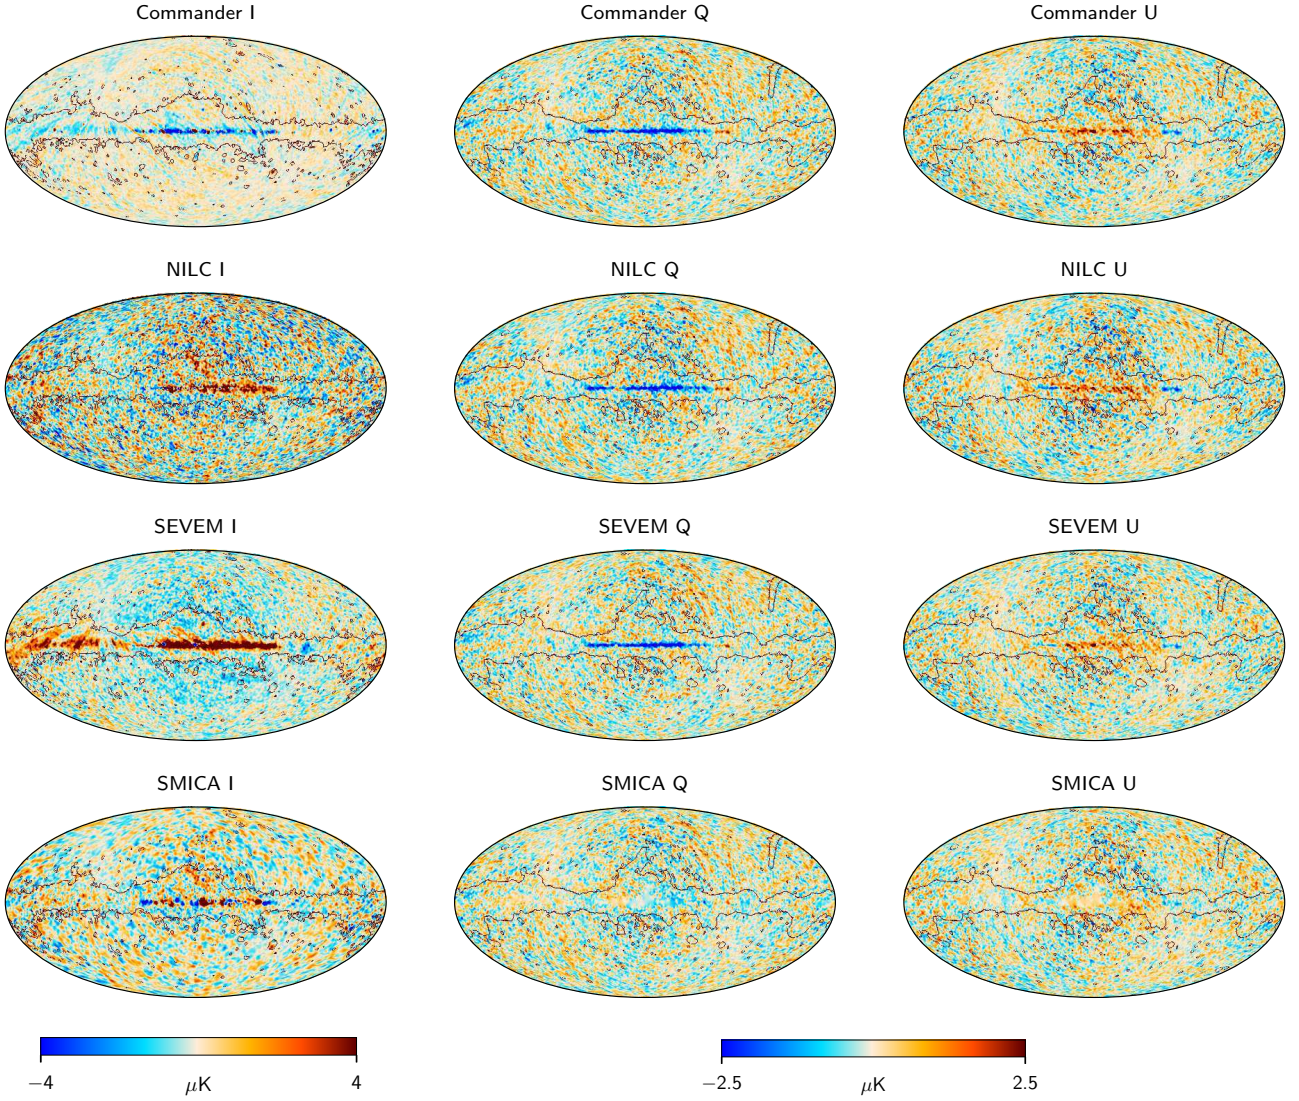 Commander I Commander Q Commander U
NILC I NILC Q NILC U
SEVEM I SEVEM Q SEVEM U
SMICA I SMICA Q SMICA U
−4 μK 4 −2.5 μK 2.5